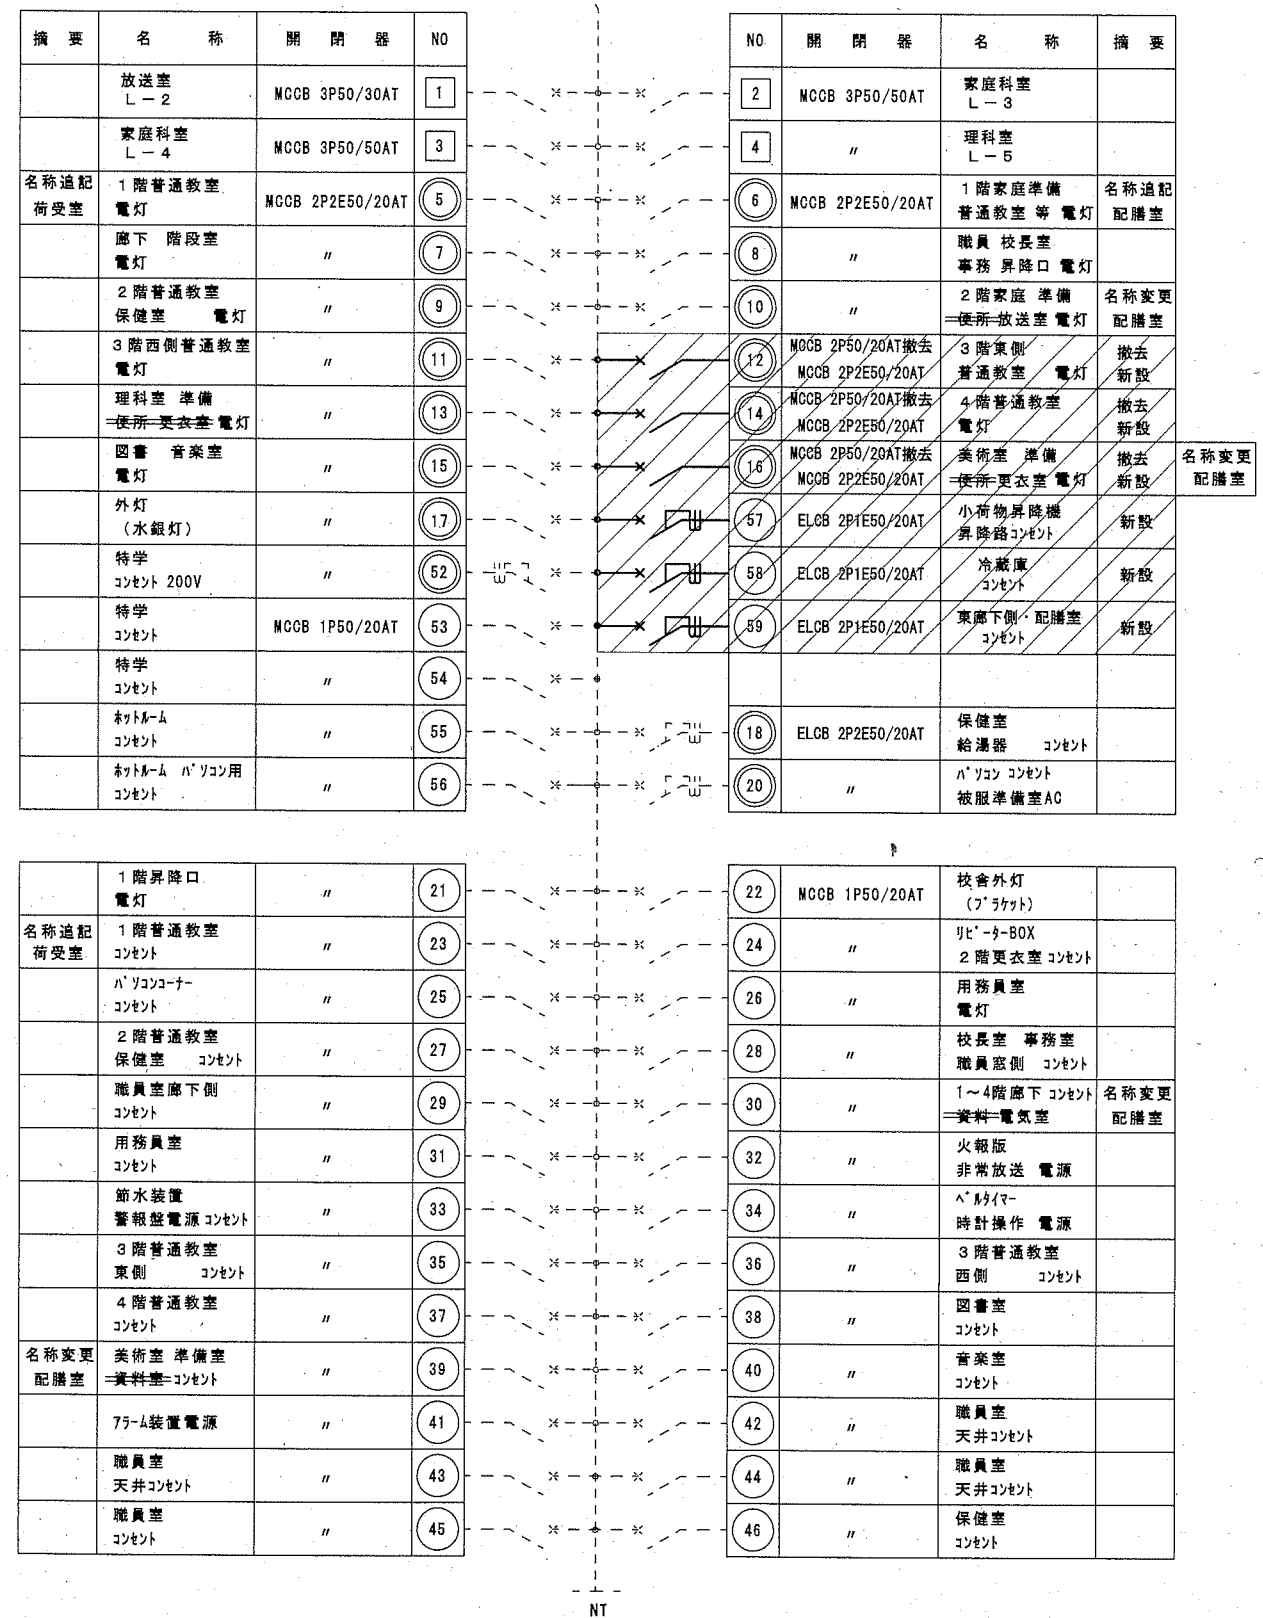 摘 要 名 称 開 閉 器 NO
放送室
L－2 MCCB 3P50/30AT 1
家庭科室
L－4 MCCB 3P50/50AT 3
名称追記 1階普通教室
荷受室 電灯 MCCB 2P2E50/20AT 5
廊下 階段室
電灯 〃 7
2階普通教室
保健室 電灯 〃 9
3階西側普通教室
電灯 〃 11
理科室 準備
便所 更衣室 電灯 〃 13
図書 音楽室
電灯 〃 15
外灯
(水銀灯) 〃 17
特学
コンセント 200V 〃 52
特学
コンセント MCCB 1P50/20AT 53
特学
コンセント 〃 54
ホットルーム
コンセント 〃 55
ホットルーム パソコン用
コンセント 〃 56
NO 開 閉 器 名 称 摘 要
2 MCCB 3P50/50AT 家庭科室
L－3
4 〃 理科室
L－5
6 MCCB 2P2E50/20AT 1階家庭準備 名称追記
普通教室 等 電灯 配膳室
8 〃 職員 校長室
事務 昇降口 電灯
10 〃 2階家庭 準備 名称変更
便所 放送室 電灯 配膳室
12 MCCB 2P50/20AT撤去 3階東側 撤去
MCCB 2P2E50/20AT 普通教室 電灯 新設
14 MCCB 2P50/20AT撤去 4階普通教室 撤去
MCCB 2P2E50/20AT 電灯 新設
16 MCCB 2P50/20AT撤去 美術室 準備 撤去 名称変更
MCCB 2P2E50/20AT 便所 更衣室 電灯 新設 配膳室
57 ELCB 2P1E50/20AT 小荷物昇降機 新設
昇降路コンセント
58 ELCB 2P1E50/20AT 冷蔵庫 新設
コンセント
59 ELCB 2P1E50/20AT 東廊下側・配膳室 新設
コンセント
18 ELCB 2P2E50/20AT 保健室
給湯器 コンセント
20 〃 パソコン コンセント
被服準備室AC
1階昇降口
電灯 〃 21
名称追記 1階普通教室
荷受室 コンセント 〃 23
パソコンコーナー
コンセント 〃 25
2階普通教室
保健室 コンセント 〃 27
職員室廊下側
コンセント 〃 29
用務員室
コンセント 〃 31
節水装置
警報盤電源 コンセント 〃 33
3階普通教室
東側 コンセント 〃 35
4階普通教室
コンセント 〃 37
名称変更 美術室 準備室
配膳室 資料室 コンセント 〃 39
アラーム装置電源 〃 41
職員室
天井コンセント 〃 43
職員室
コンセント 〃 45
22 MCCB 1P50/20AT 校舎外灯
(ブラケット)
24 〃 リピーターBOX
2階更衣室 コンセント
26 〃 用務員室
電灯
28 〃 校長室 事務室
職員窓側 コンセント
30 〃 1～4階廊下 コンセント 名称変更
資料 電気室 配膳室
32 〃 火報版
非常放送 電源
34 〃 ベルタイマー
時計操作 電源
36 〃 3階普通教室
西側 コンセント
38 〃 図書室
コンセント
40 〃 音楽室
コンセント
42 〃 職員室
天井コンセント
44 〃 職員室
天井コンセント
46 〃 保健室
コンセント
NT